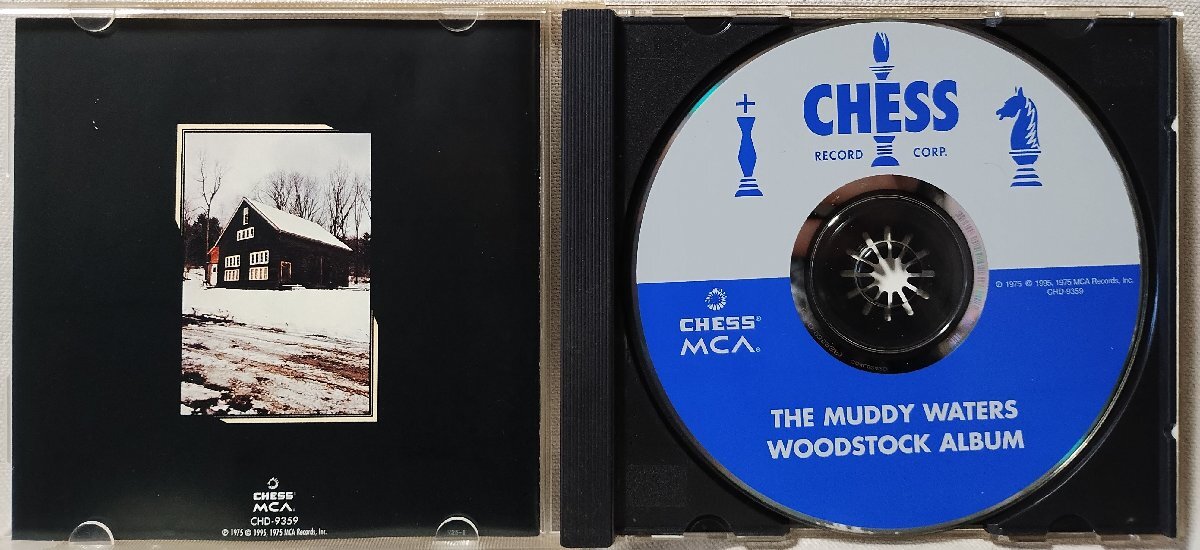 CHESS®
MCA®
CHD-9359
℗ 1975 © 1995, 1975 MCA Records, Inc.
CHESS
RECORD CORP.
CHESS®
MCA®
℗ 1975 © 1995, 1975 MCA Records, Inc.
CHD-9359
THE MUDDY WATERS
WOODSTOCK ALBUM